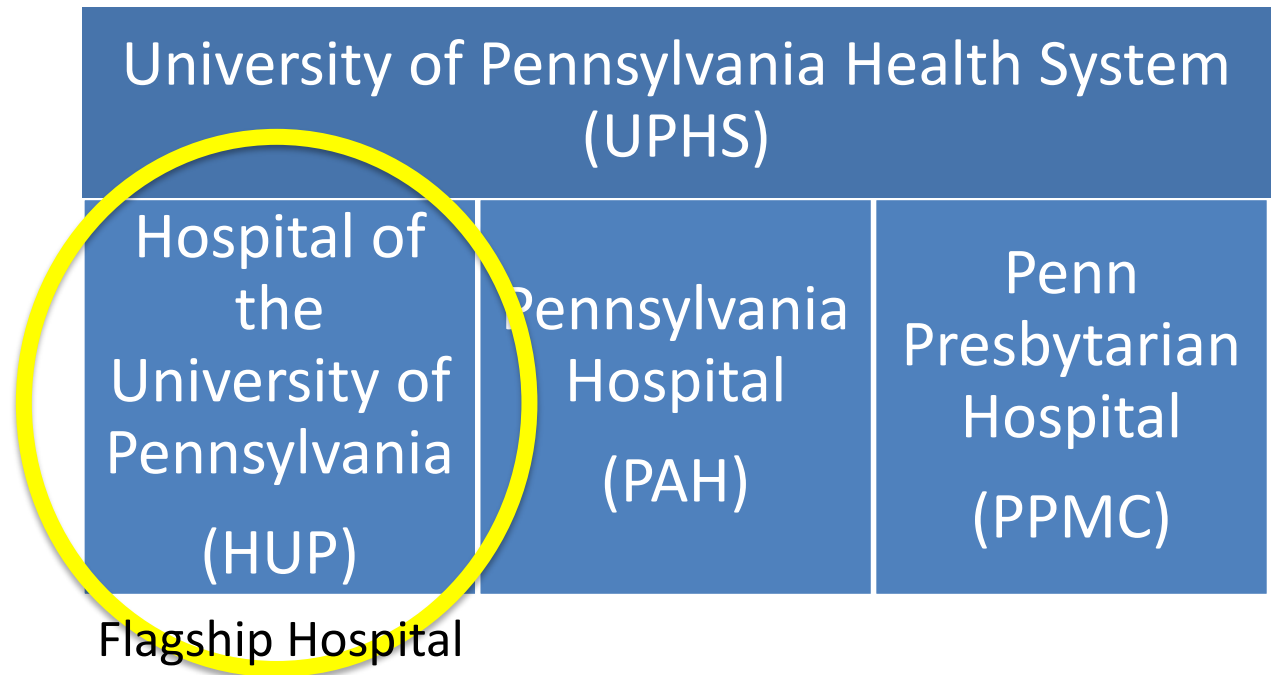 University of Pennsylvania Health System
(UPHS)
Hospital of
the
University of
Pennsylvania
(HUP)
Pennsylvania
Hospital
(PAH)
Penn
Presbytarian
Hospital
(PPMC)
Flagship Hospital